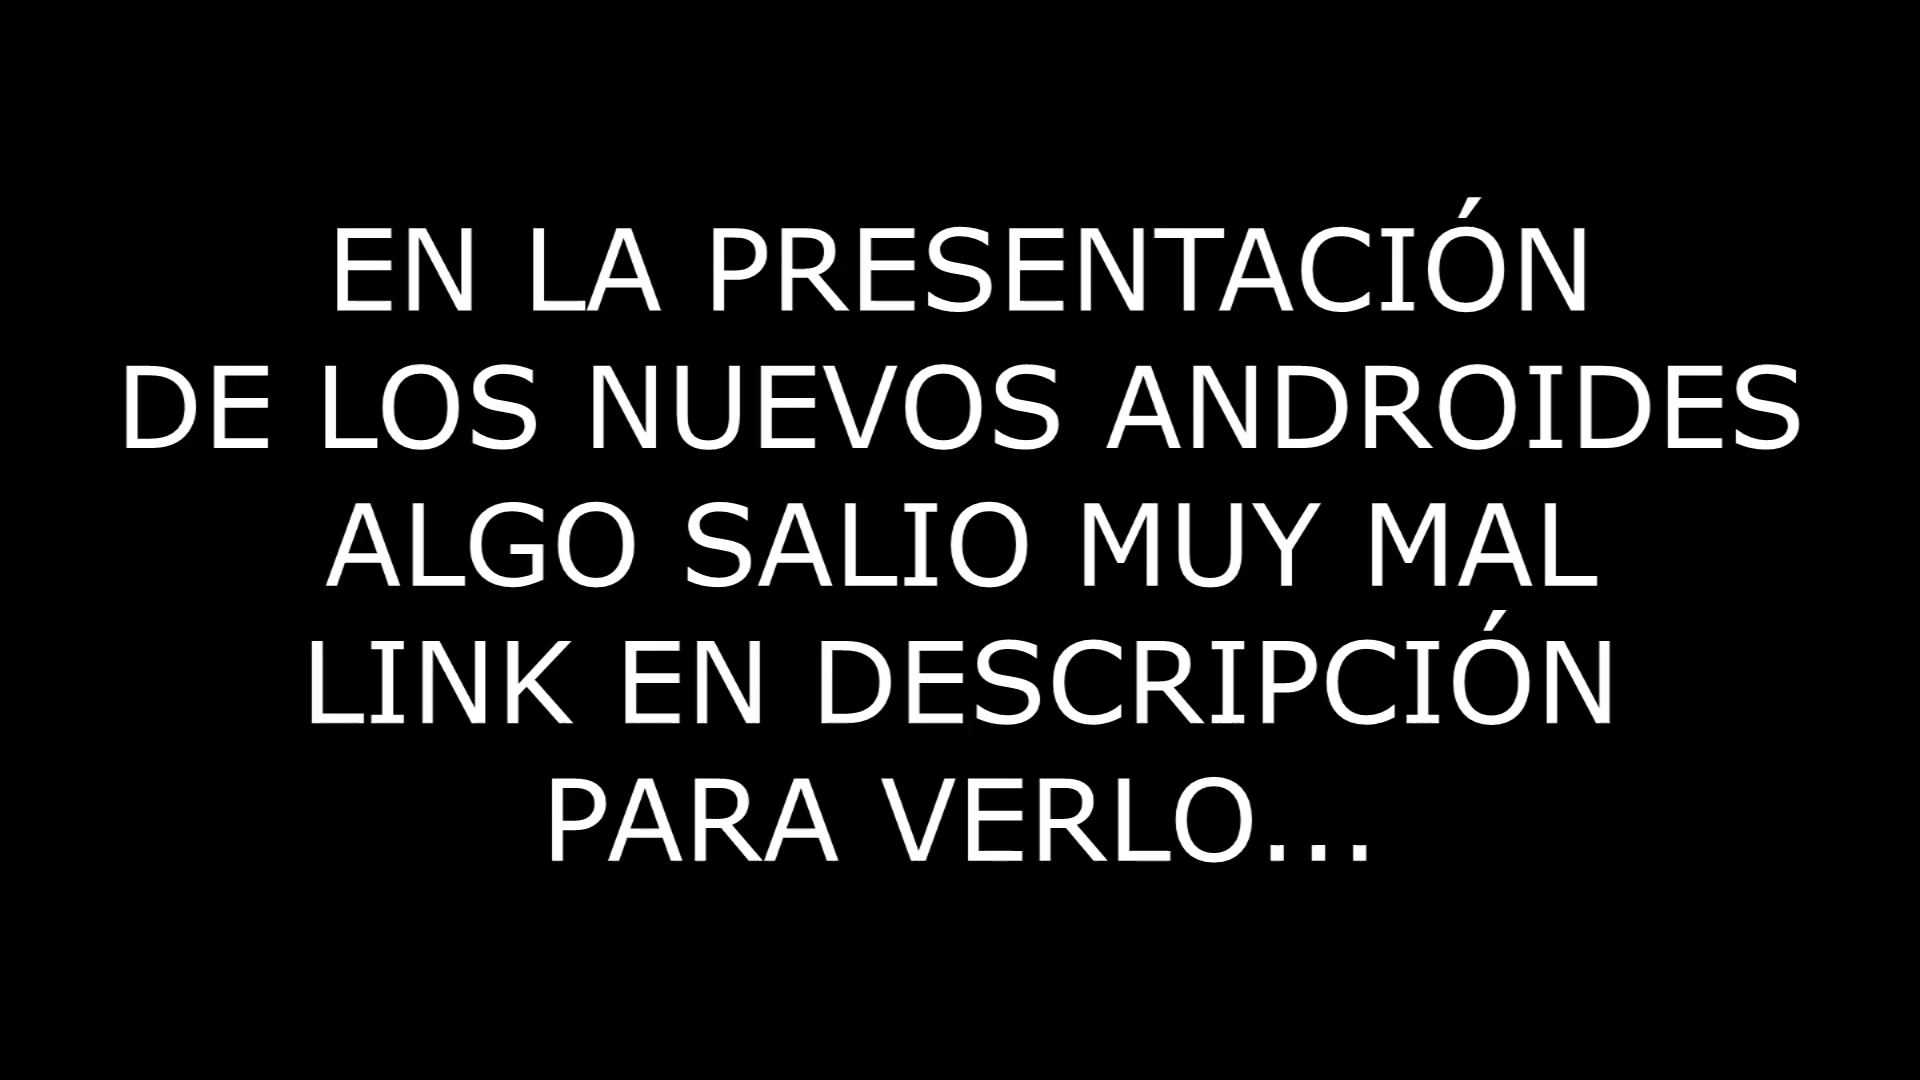 EN LA PRESENTACIÓN
DE LOS NUEVOS ANDROIDES
ALGO SALIO MUY MAL
LINK EN DESCRIPCIÓN
PARA VERLO...